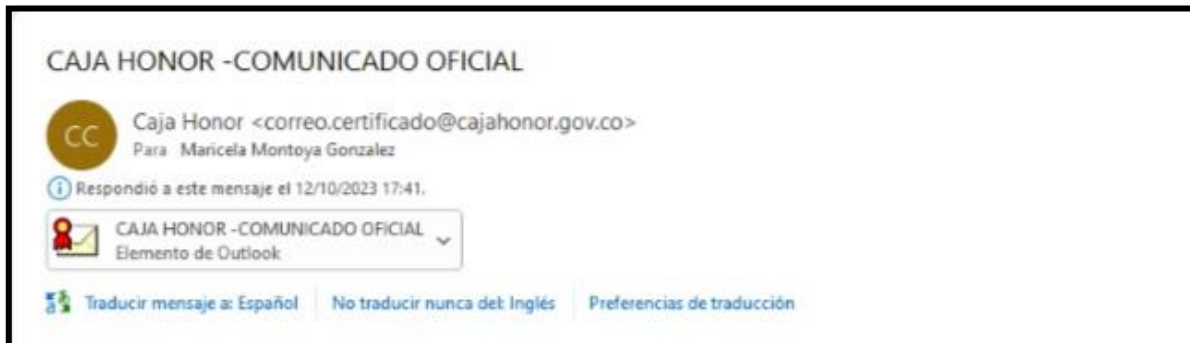 CAJA HONOR -COMUNICADO OFICIAL
CC
Caja Honor <correo.certificado@cajahonor.gov.co>
Para Maricela Montoya Gonzalez
Respondió a este mensaje el 12/10/2023 17:41.
CAJA HONOR -COMUNICADO OFICIAL
Elemento de Outlook
Traducir mensaje a: Español No traducir nunca del: Inglés Preferencias de traducción